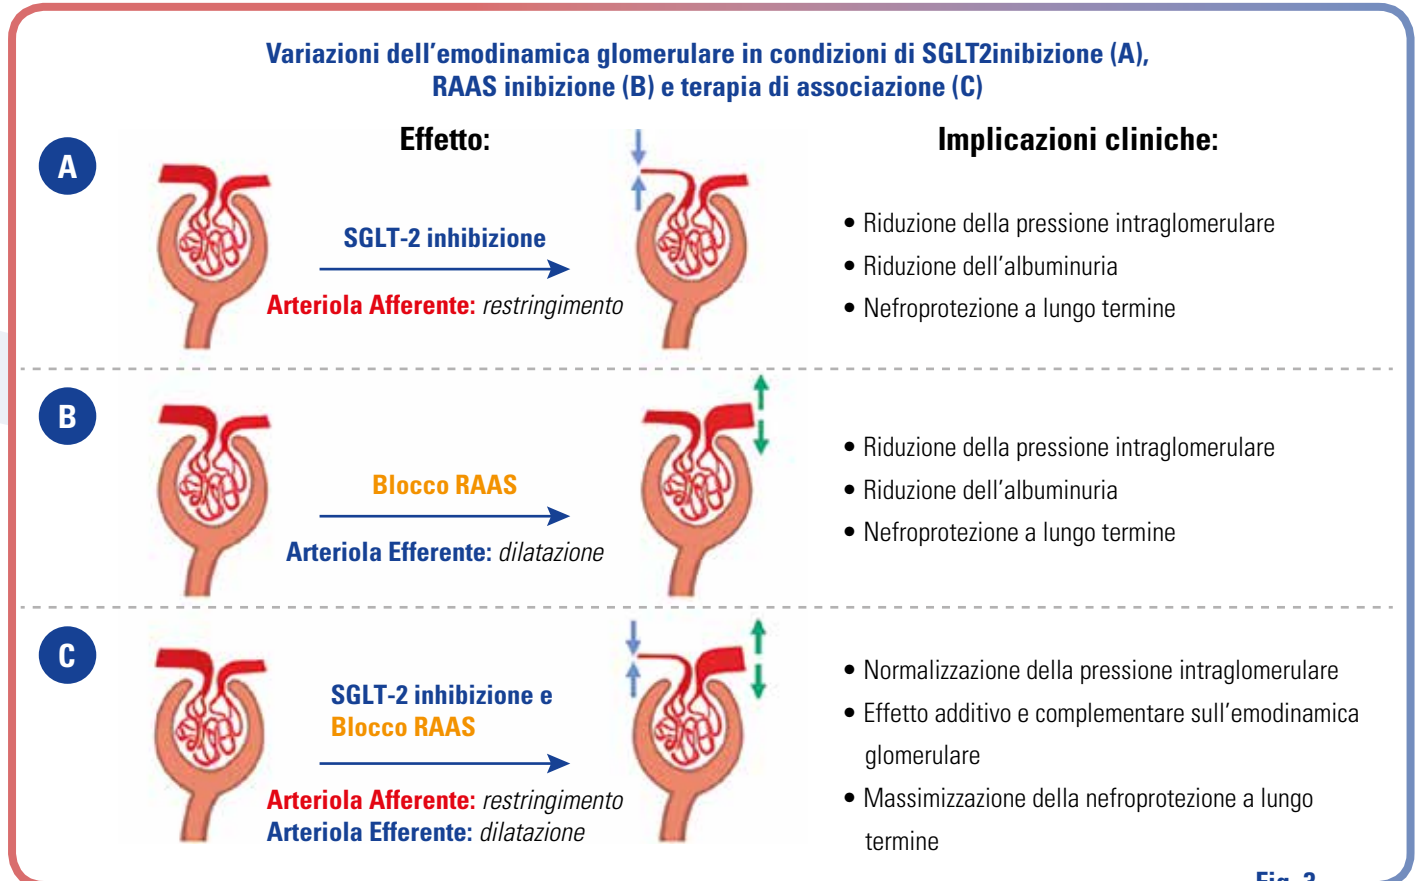 Variazioni dell'emodinamica glomerulare in condizioni di SGLT2inibizione (A),
RAAS inibizione (B) e terapia di associazione (C)
Effetto:
Implicazioni cliniche:
A
SGLT-2 inhibizione
Arteriola Afferente: restringimento
• Riduzione della pressione intraglomerulare
• Riduzione dell'albuminuria
• Nefroprotezione a lungo termine
B
Blocco RAAS
Arteriola Efferente: dilatazione
• Riduzione della pressione intraglomerulare
• Riduzione dell'albuminuria
• Nefroprotezione a lungo termine
C
SGLT-2 inhibizione e
Blocco RAAS
Arteriola Afferente: restringimento
Arteriola Efferente: dilatazione
• Normalizzazione della pressione intraglomerulare
• Effetto additivo e complementare sull'emodinamica
glomerulare
• Massimizzazione della nefroprotezione a lungo
termine